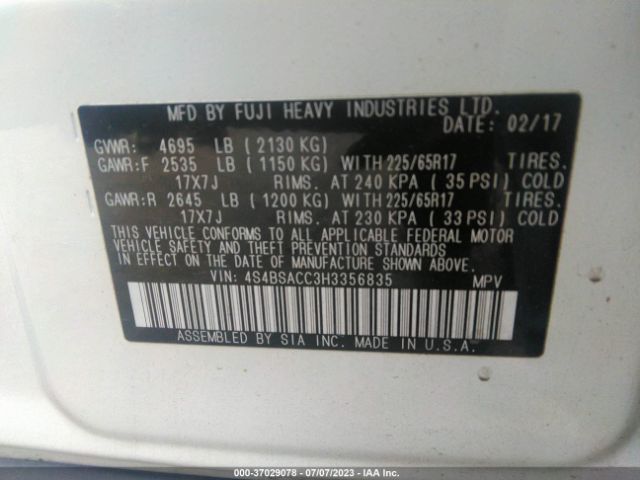 MFD BY FUJI HEAVY INDUSTRIES LTD.
DATE: 02/17
GVWR: 4695 LB ( 2130 KG)
GAWR:F 2535 LB ( 1150 KG) WITH 225/65R17 TIRES.
17X7J RIMS. AT 240 KPA ( 35 PSI) COLD
GAWR:R 2645 LB ( 1200 KG) WITH 225/65R17 TIRES.
17X7J RIMS. AT 230 KPA ( 33 PSI) COLD
THIS VEHICLE CONFORMS TO ALL APPLICABLE FEDERAL MOTOR
VEHICLE SAFETY AND THEFT PREVENTION STANDARDS IN
EFFECT ON THE DATE OF MANUFACTURE SHOWN ABOVE.
VIN: 4S4BSACC3H3356835 MPV
ASSEMBLED BY SIA INC. MADE IN U.S.A.
000-37029078 - 07/07/2023 - IAA Inc.